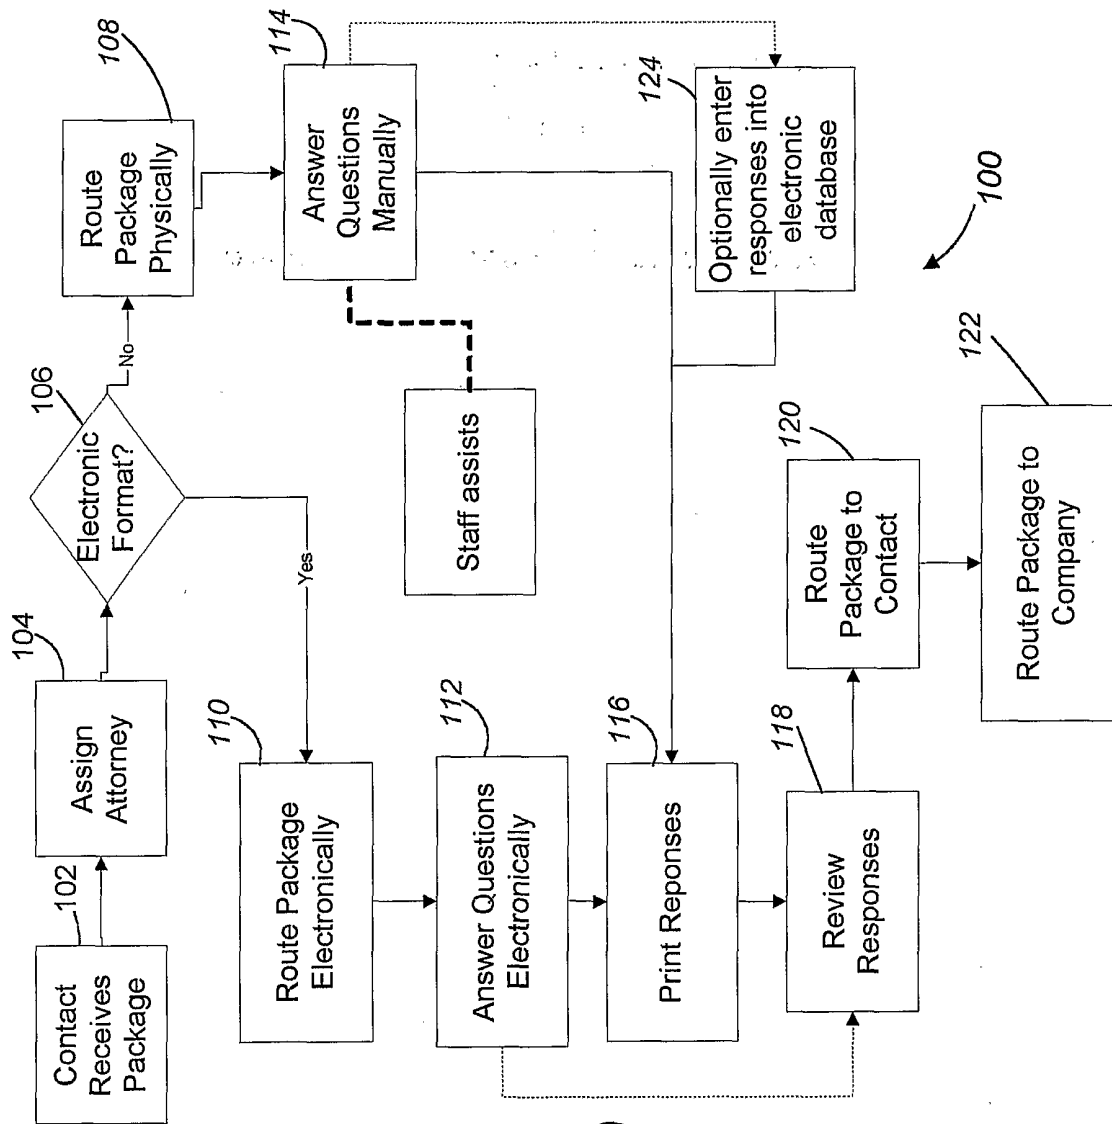 Contact
Receives
Package
102
Assign
Attorney
104
Electronic
Format?
106
No
Yes
Route
Package
Physically
108
Answer
Questions
Manually
114
Staff assists
Optionally enter
responses into
electronic
database
124
Route Package
Electronically
110
Answer Questions
Electronically
112
Print Reponses
116
Review
Responses
118
Route
Package to
Contact
120
Route Package to
Company
122
100